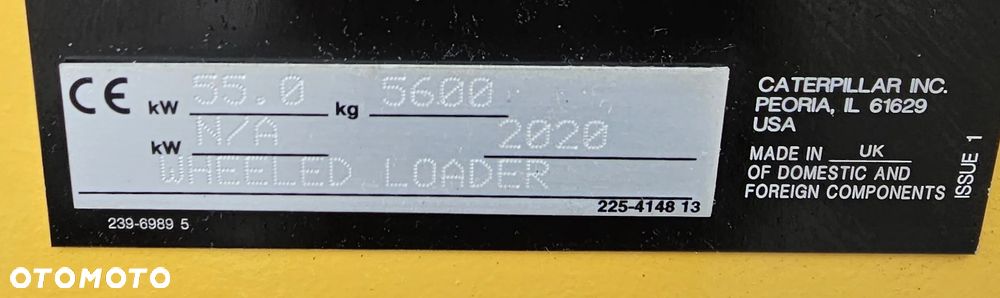 CE kW 55.0 kg 5600
kW N/A 2020
WHEELED LOADER
225-4148 13
239-6989 5
CATERPILLAR INC.
PEORIA, IL 61629
USA
MADE IN UK
OF DOMESTIC AND
FOREIGN COMPONENTS
ISSUE 1
OTOMOTO